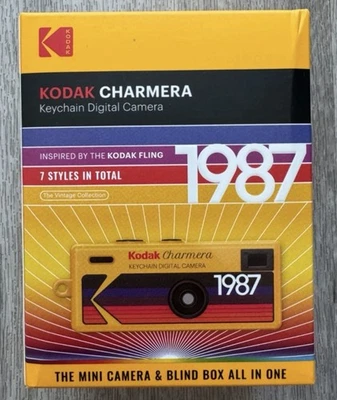 KODAK
KODAK CHARMERA
Keychain Digital Camera
INSPIRED BY THE KODAK FLING
1987
7 STYLES IN TOTAL
The Vintage Collection
Kodak Charmera
KEYCHAIN DIGITAL CAMERA
1987
THE MINI CAMERA & BLIND BOX ALL IN ONE